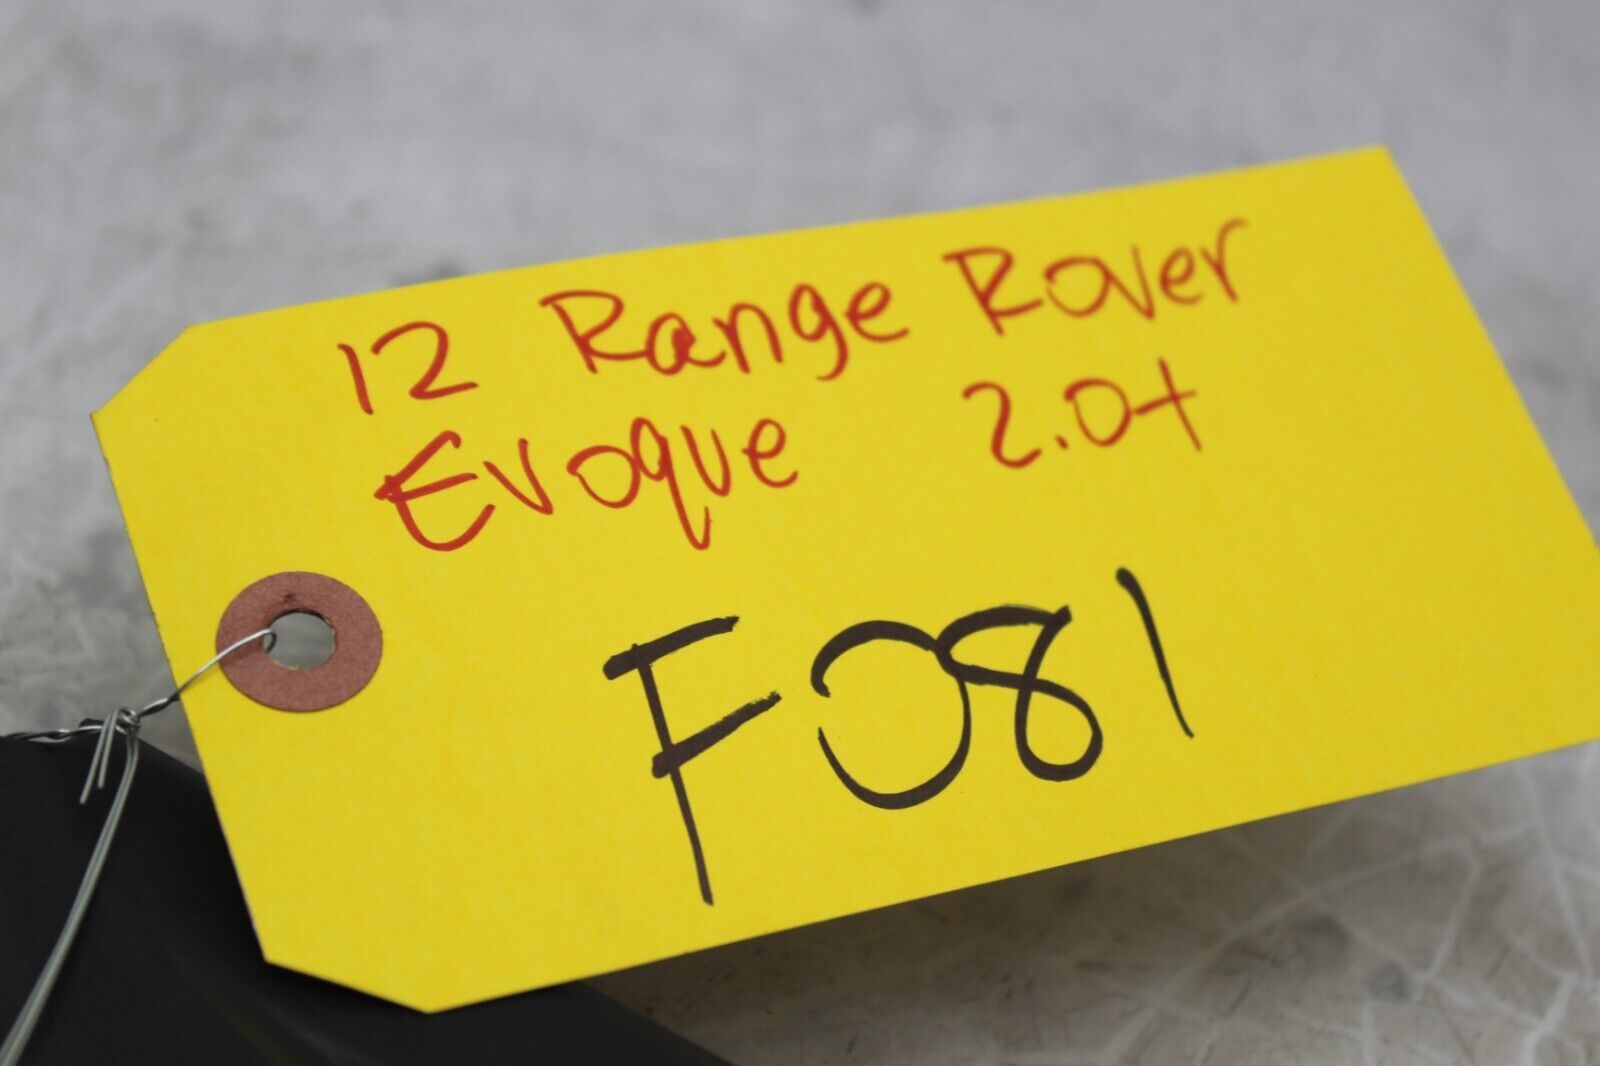 12 Range Rover
Evoque 2.0t
F081